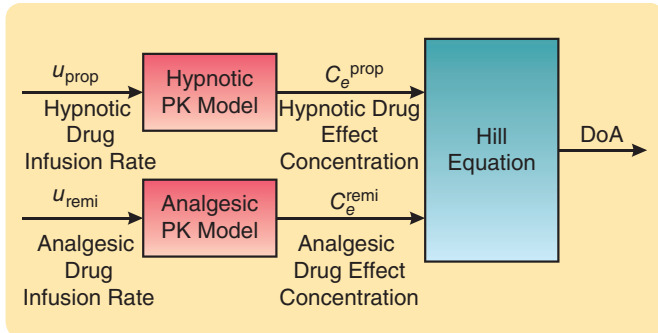 u_prop
Hypnotic
Drug
Infusion Rate
Hypnotic
PK Model
C_e^prop
Hypnotic Drug
Effect
Concentration
u_remi
Analgesic
Drug
Infusion Rate
Analgesic
PK Model
C_e^remi
Analgesic
Drug Effect
Concentration
Hill
Equation
DoA